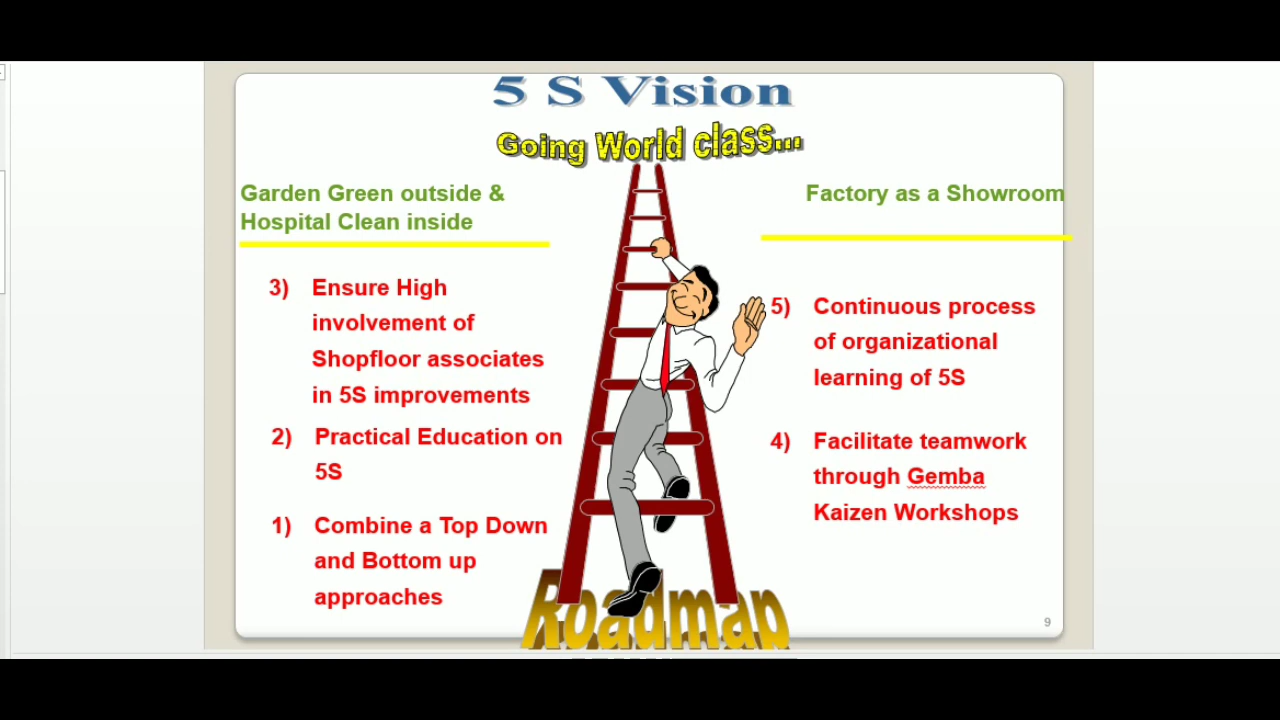 5 S Vision
Going World class...
Garden Green outside &
Hospital Clean inside
3) Ensure High
involvement of
Shopfloor associates
in 5S improvements
2) Practical Education on
5S
1) Combine a Top Down
and Bottom up
approaches
Factory as a Showroom
5) Continuous process
of organizational
learning of 5S
4) Facilitate teamwork
through Gemba
Kaizen Workshops
Roadmap
9